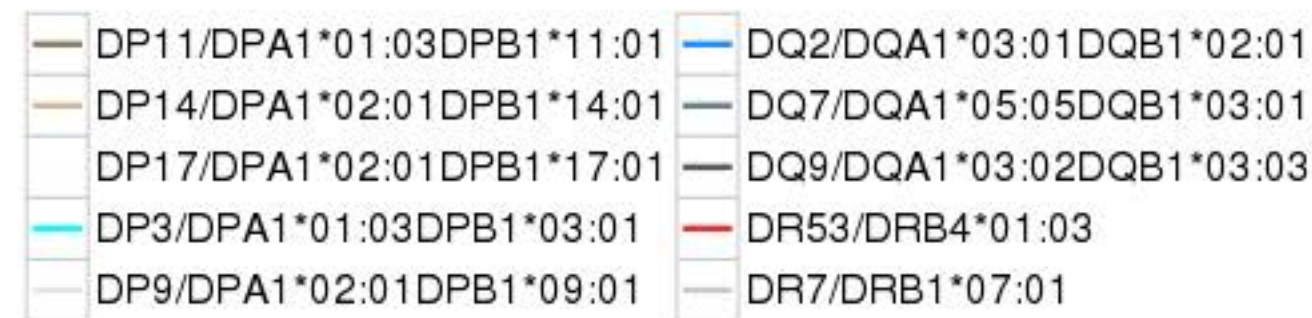 DP11/DPA1*01:03DPB1*11:01
DP14/DPA1*02:01DPB1*14:01
DP17/DPA1*02:01DPB1*17:01
DP3/DPA1*01:03DPB1*03:01
DP9/DPA1*02:01DPB1*09:01
DQ2/DQA1*03:01DQB1*02:01
DQ7/DQA1*05:05DQB1*03:01
DQ9/DQA1*03:02DQB1*03:03
DR53/DRB4*01:03
DR7/DRB1*07:01